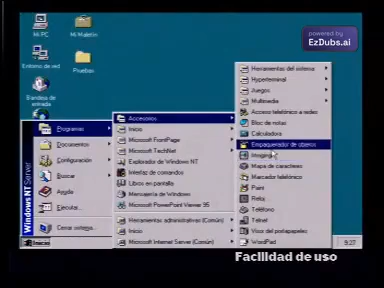 powered by
EzDubs.ai
Mi PC
Mi Maletín
Entorno de red
Pruebas
Bandeja de
entrada
Programas
Documentos
Configuración
Buscar
Ayuda
Ejecutar...
Cerrar sistema...
Windows NT Server
Accesorios
Inicio
Microsoft FrontPage
Microsoft TechNet
Explorador de Windows NT
Interfaz de comandos
Libros en pantalla
Mensajería de Windows
Microsoft PowerPoint Viewer 95
Herramientas administrativas (Común)
Inicio
Microsoft Internet Server (Común)
Herramientas del sistema
Hyperterminal
Juegos
Multimedia
Acceso telefónico a redes
Bloc de notas
Calculadora
Empaquetador de objetos
Imaging
Mapa de caracteres
Marcador telefónico
Paint
Reloj
Teléfono
Telnet
Visor del portapapeles
WordPad
Inicio
9:27
Facilidad de uso